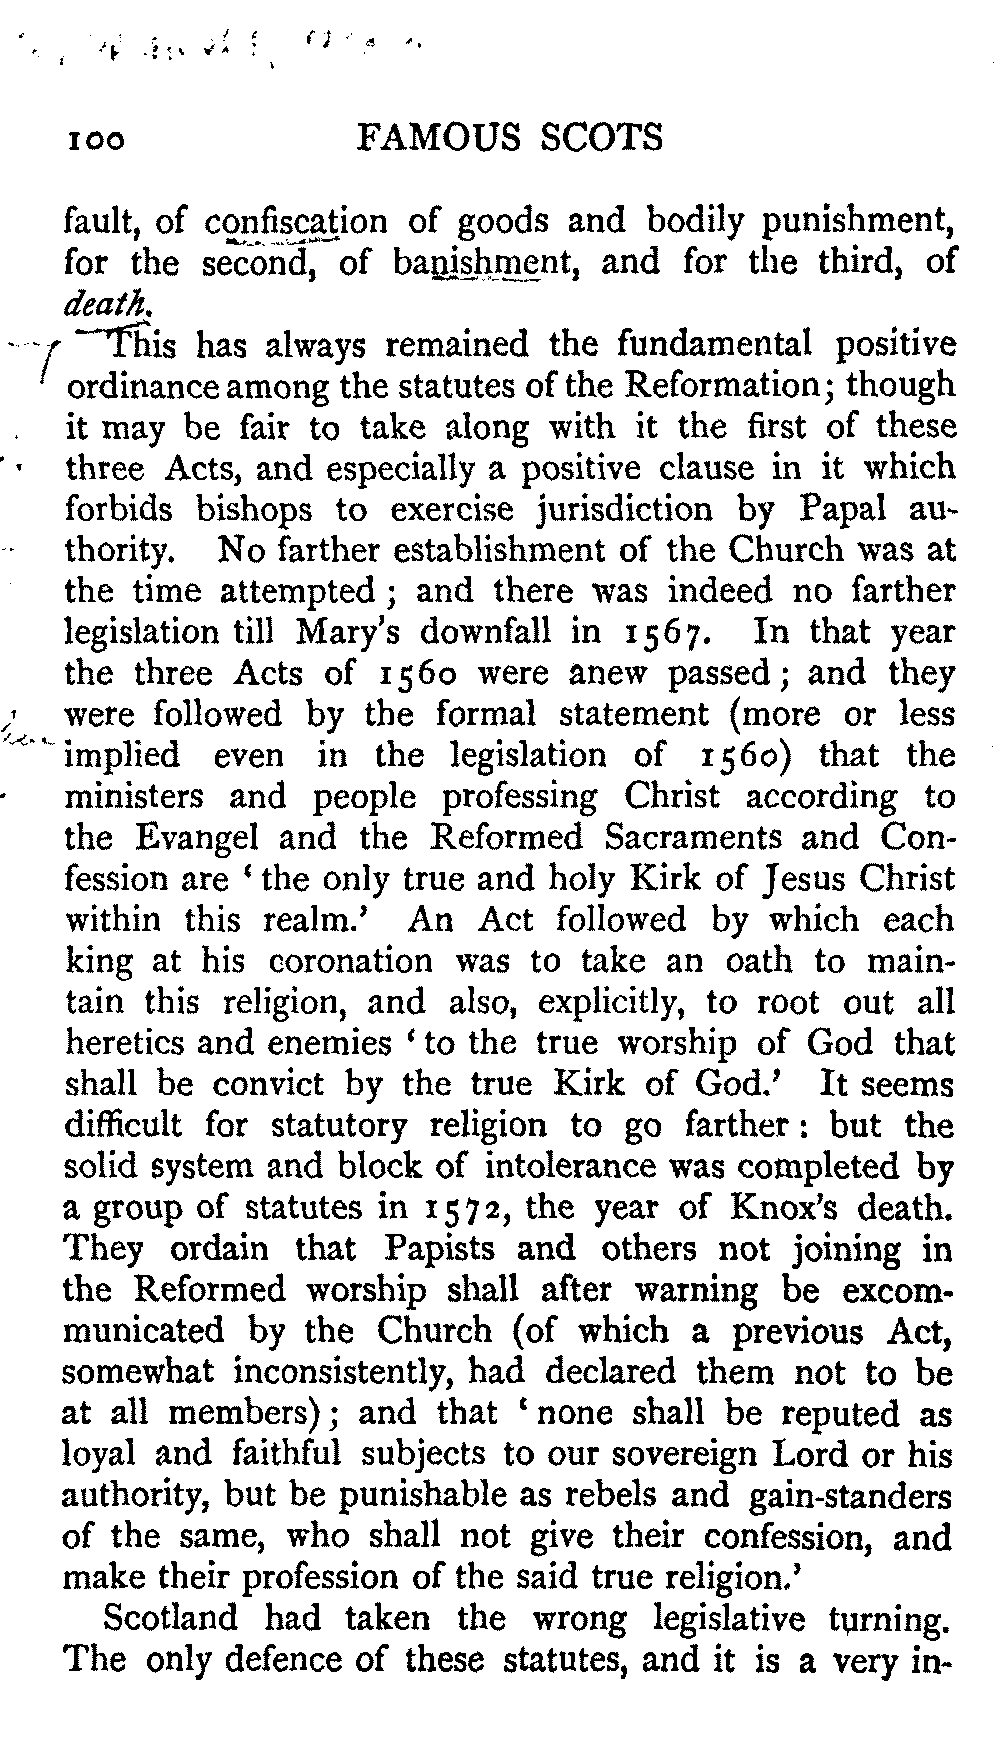 100 FAMOUS SCOTS
fault, of confiscation of goods and bodily punishment,
for the second, of banishment, and for the third, of
death.
This has always remained the fundamental positive
ordinance among the statutes of the Reformation; though
it may be fair to take along with it the first of these
three Acts, and especially a positive clause in it which
forbids bishops to exercise jurisdiction by Papal au-
thority. No farther establishment of the Church was at
the time attempted; and there was indeed no farther
legislation till Mary's downfall in 1567. In that year
the three Acts of 1560 were anew passed; and they
were followed by the formal statement (more or less
implied even in the legislation of 1560) that the
ministers and people professing Christ according to
the Evangel and the Reformed Sacraments and Con-
fession are ‘the only true and holy Kirk of Jesus Christ
within this realm.’ An Act followed by which each
king at his coronation was to take an oath to main-
tain this religion, and also, explicitly, to root out all
heretics and enemies ‘to the true worship of God that
shall be convict by the true Kirk of God.’ It seems
difficult for statutory religion to go farther: but the
solid system and block of intolerance was completed by
a group of statutes in 1572, the year of Knox's death.
They ordain that Papists and others not joining in
the Reformed worship shall after warning be excom-
municated by the Church (of which a previous Act,
somewhat inconsistently, had declared them not to be
at all members); and that ‘none shall be reputed as
loyal and faithful subjects to our sovereign Lord or his
authority, but be punishable as rebels and gain-standers
of the same, who shall not give their confession, and
make their profession of the said true religion.’
Scotland had taken the wrong legislative turning.
The only defence of these statutes, and it is a very in-